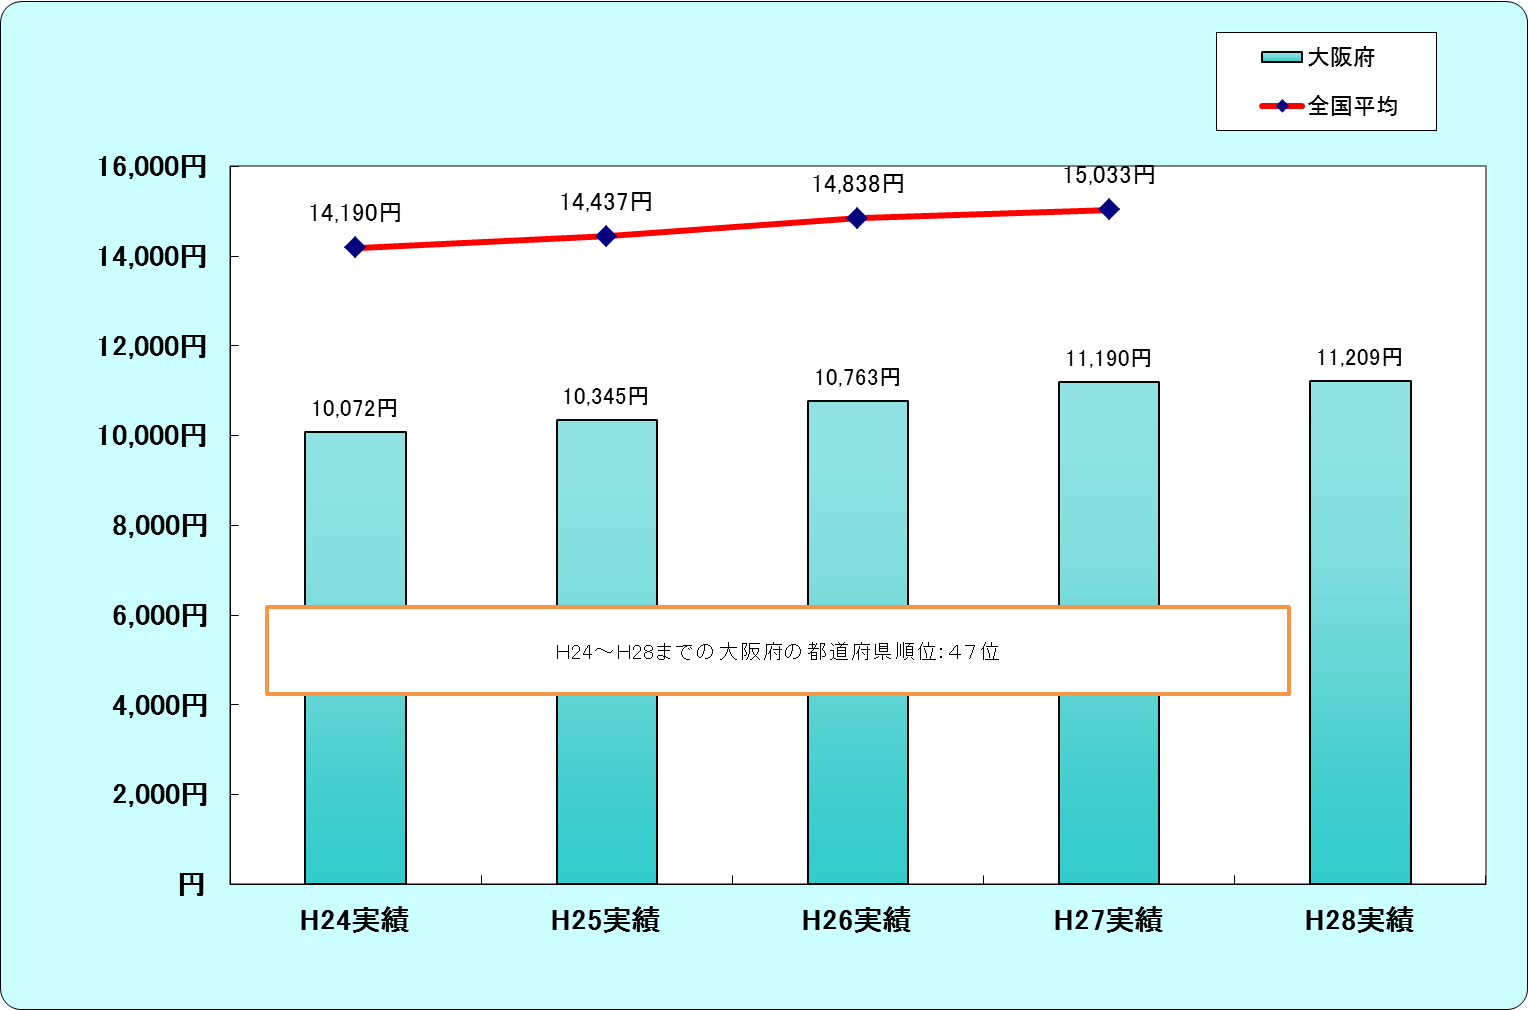 大阪府
全国平均
16,000円
14,000円
12,000円
10,000円
8,000円
6,000円
4,000円
2,000円
円
14,190円
14,437円
14,838円
15,033円
10,072円
10,345円
10,763円
11,190円
11,209円
H24～H28までの大阪府の都道府県順位:４７位
H24実績
H25実績
H26実績
H27実績
H28実績